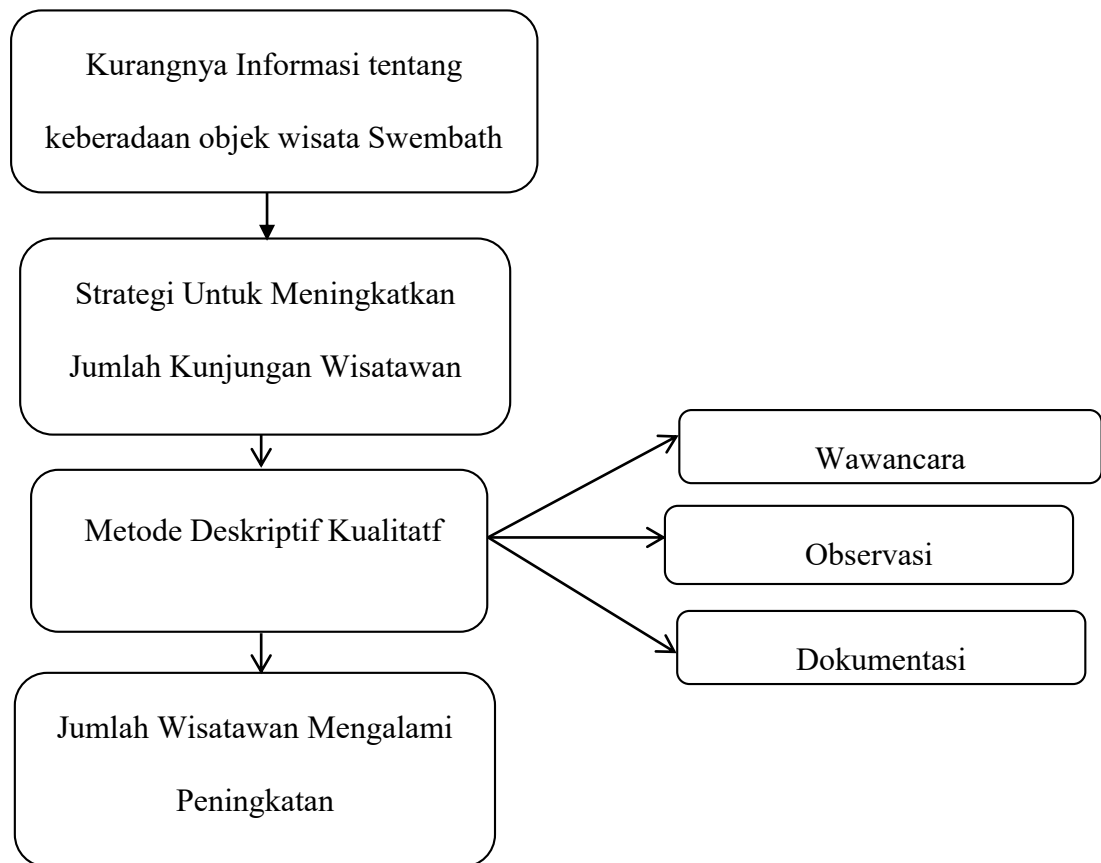 Kurangnya Informasi tentang
keberadaan objek wisata Swembath
Strategi Untuk Meningkatkan
Jumlah Kunjungan Wisatawan
Metode Deskriptif Kualitatf
Wawancara
Observasi
Dokumentasi
Jumlah Wisatawan Mengalami
Peningkatan